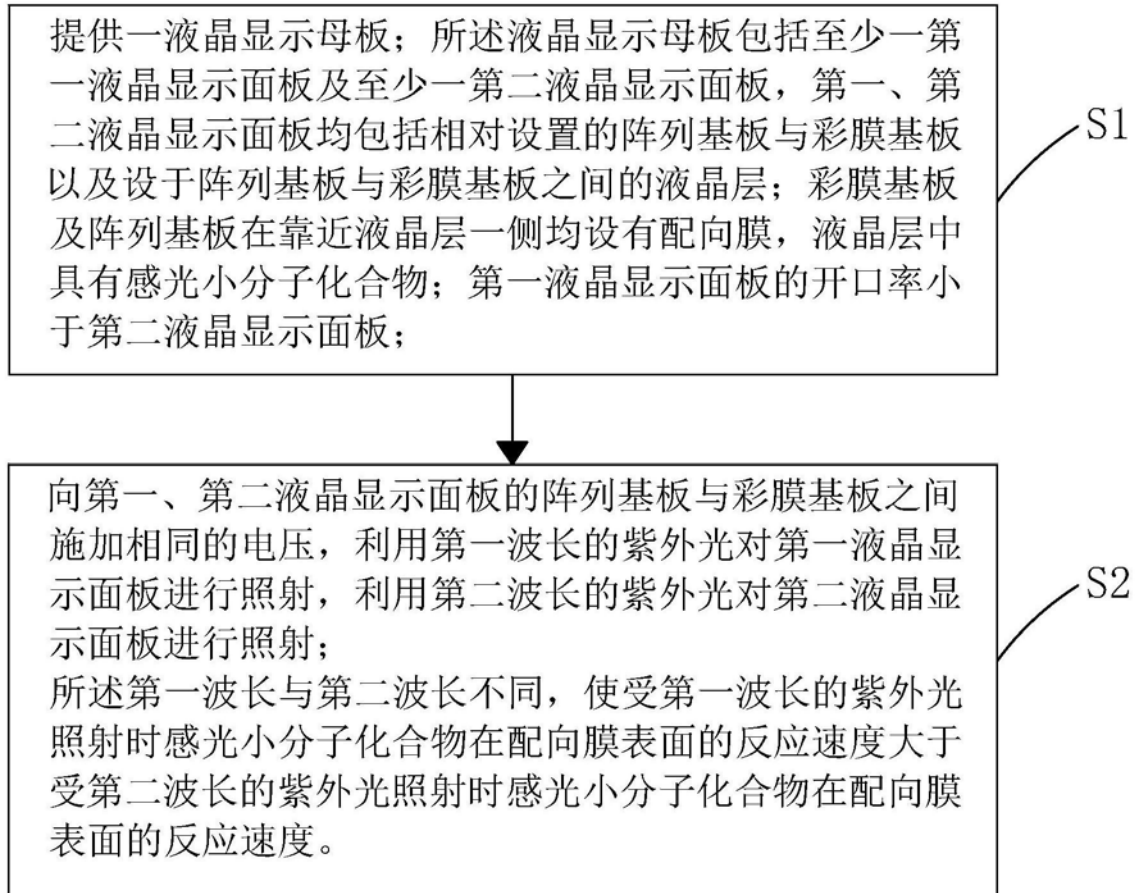 提供一液晶显示母板；所述液晶显示母板包括至少一第
一液晶显示面板及至少一第二液晶显示面板，第一、第
二液晶显示面板均包括相对设置的阵列基板与彩膜基板
以及设于阵列基板与彩膜基板之间的液晶层；彩膜基板
及阵列基板在靠近液晶层一侧均设有配向膜，液晶层中
具有感光小分子化合物；第一液晶显示面板的开口率小
于第二液晶显示面板；
S1
向第一、第二液晶显示面板的阵列基板与彩膜基板之间
施加相同的电压，利用第一波长的紫外光对第一液晶显
示面板进行照射，利用第二波长的紫外光对第二液晶显
示面板进行照射；
所述第一波长与第二波长不同，使受第一波长的紫外光
照射时感光小分子化合物在配向膜表面的反应速度大于
受第二波长的紫外光照射时感光小分子化合物在配向膜
表面的反应速度。
S2